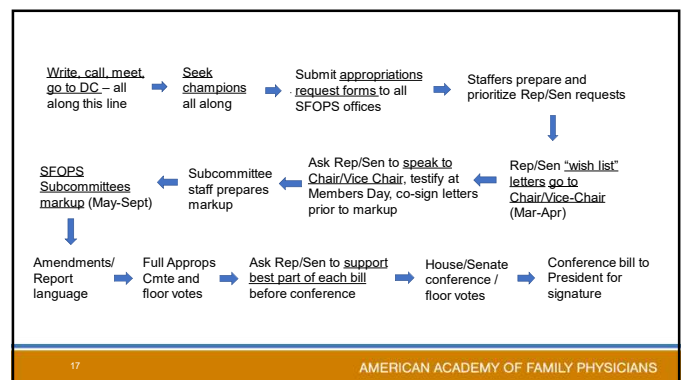 Write, call, meet,
go to DC – all
along this line
Seek
champions
all along
Submit appropriations
request forms to all
SFOPS offices
Staffers prepare and
prioritize Rep/Sen requests
Rep/Sen “wish list”
letters go to
Chair/Vice-Chair
(Mar-Apr)
Ask Rep/Sen to speak to
Chair/Vice Chair, testify at
Members Day, co-sign letters
prior to markup
Subcommittee
staff prepares
markup
SFOPS
Subcommittees
markup (May-Sept)
Amendments/
Report
language
Full Approps
Cmte and
floor votes
Ask Rep/Sen to support
best part of each bill
before conference
House/Senate
conference /
floor votes
Conference bill to
President for
signature
17
AMERICAN ACADEMY OF FAMILY PHYSICIANS